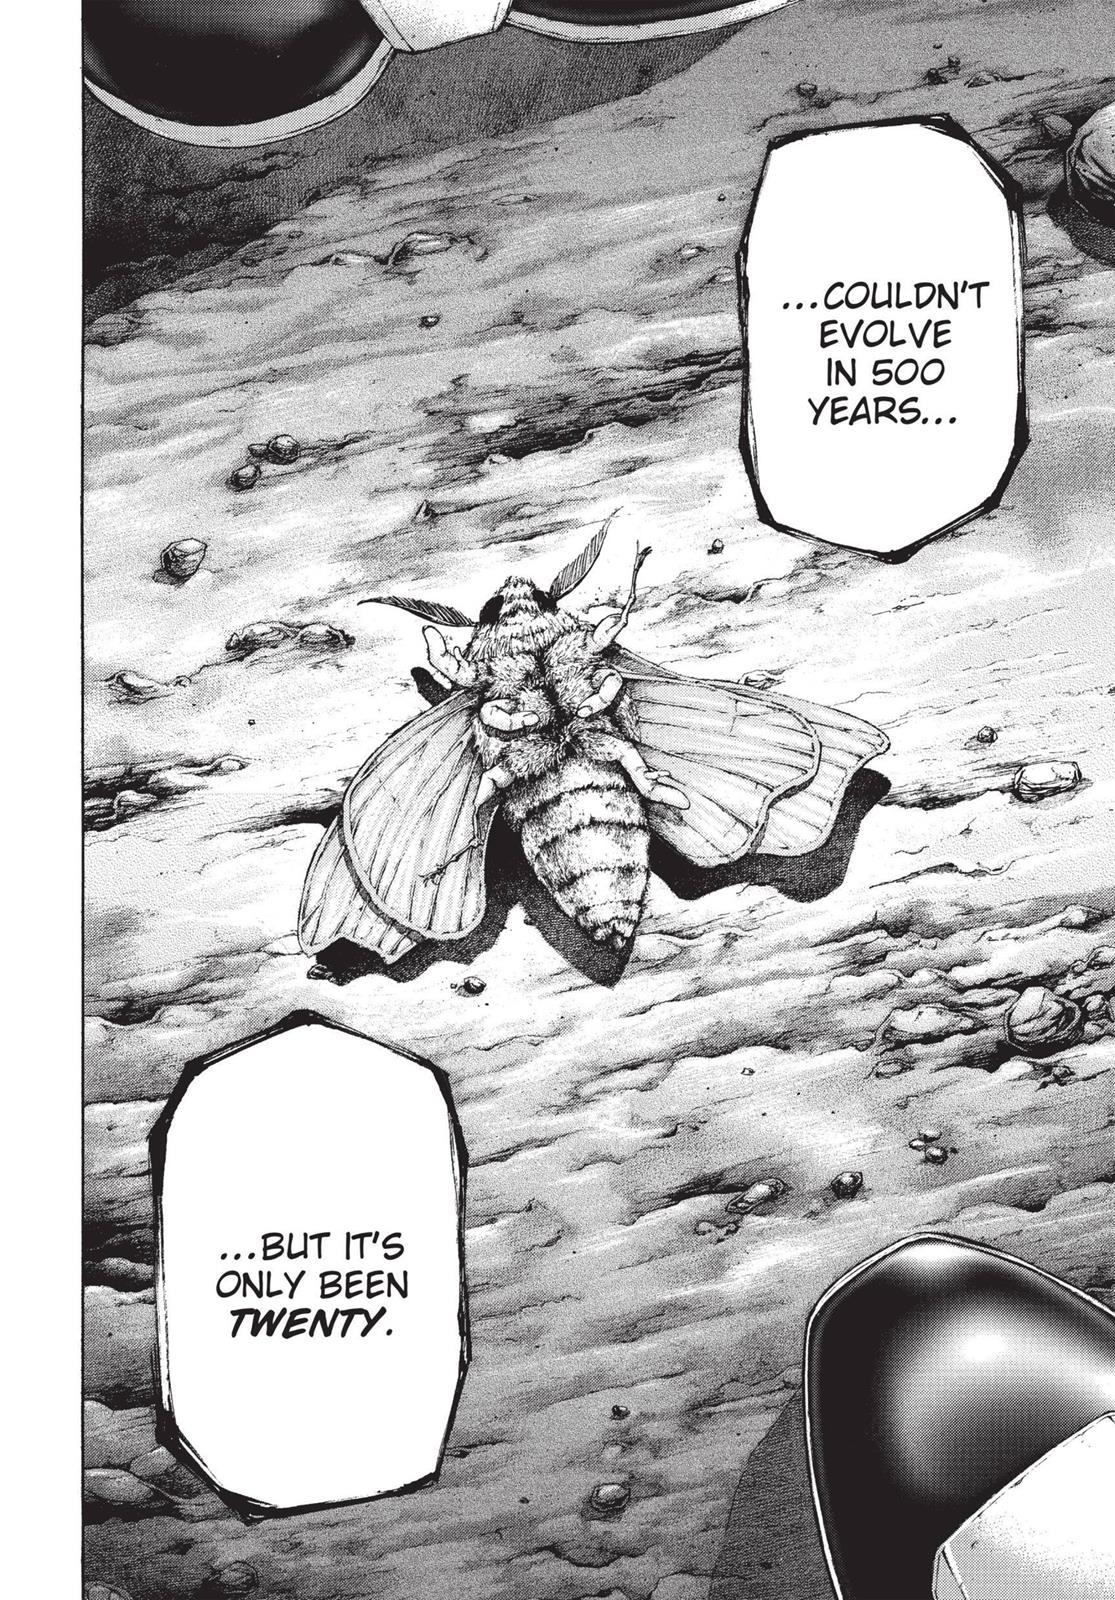 ...COULDN'T
EVOLVE
IN 500
YEARS...
...BUT IT'S
ONLY BEEN
TWENTY.